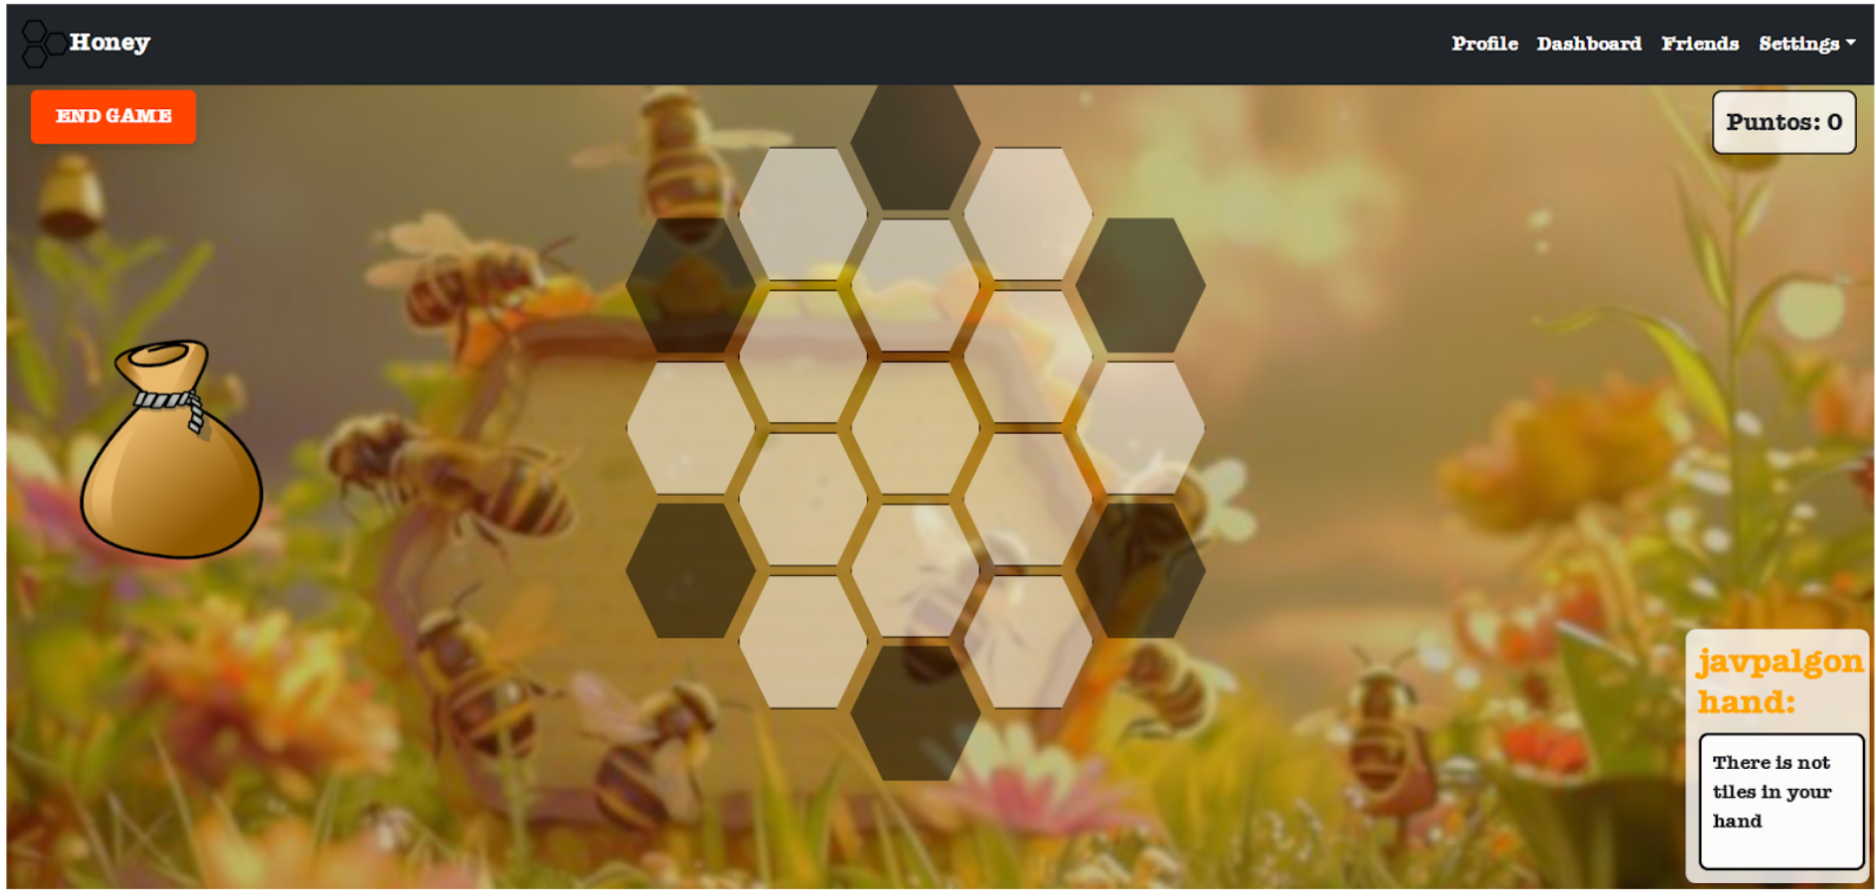 Honey
Profile Dashboard Friends Settings
END GAME
Puntos: 0
javpalgon
hand:
There is not
tiles in your
hand